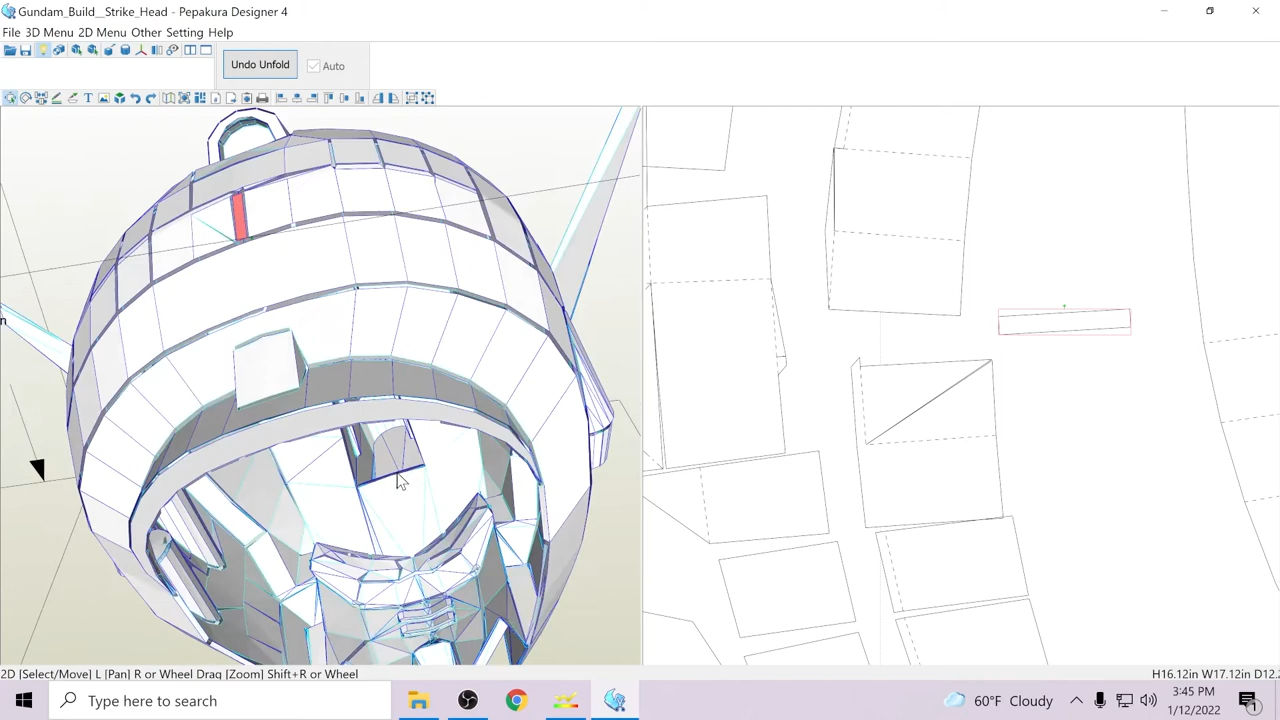 Gundam_Build__Strike_Head - Pepakura Designer 4
File 3D Menu 2D Menu Other Setting Help
Undo Unfold
Auto
T
n
2D [Select/Move] L [Pan] R or Wheel Drag [Zoom] Shift+R or Wheel
H16.12in W17.12in D12.
Type here to search
60°F Cloudy
3:45 PM
1/12/2022
1